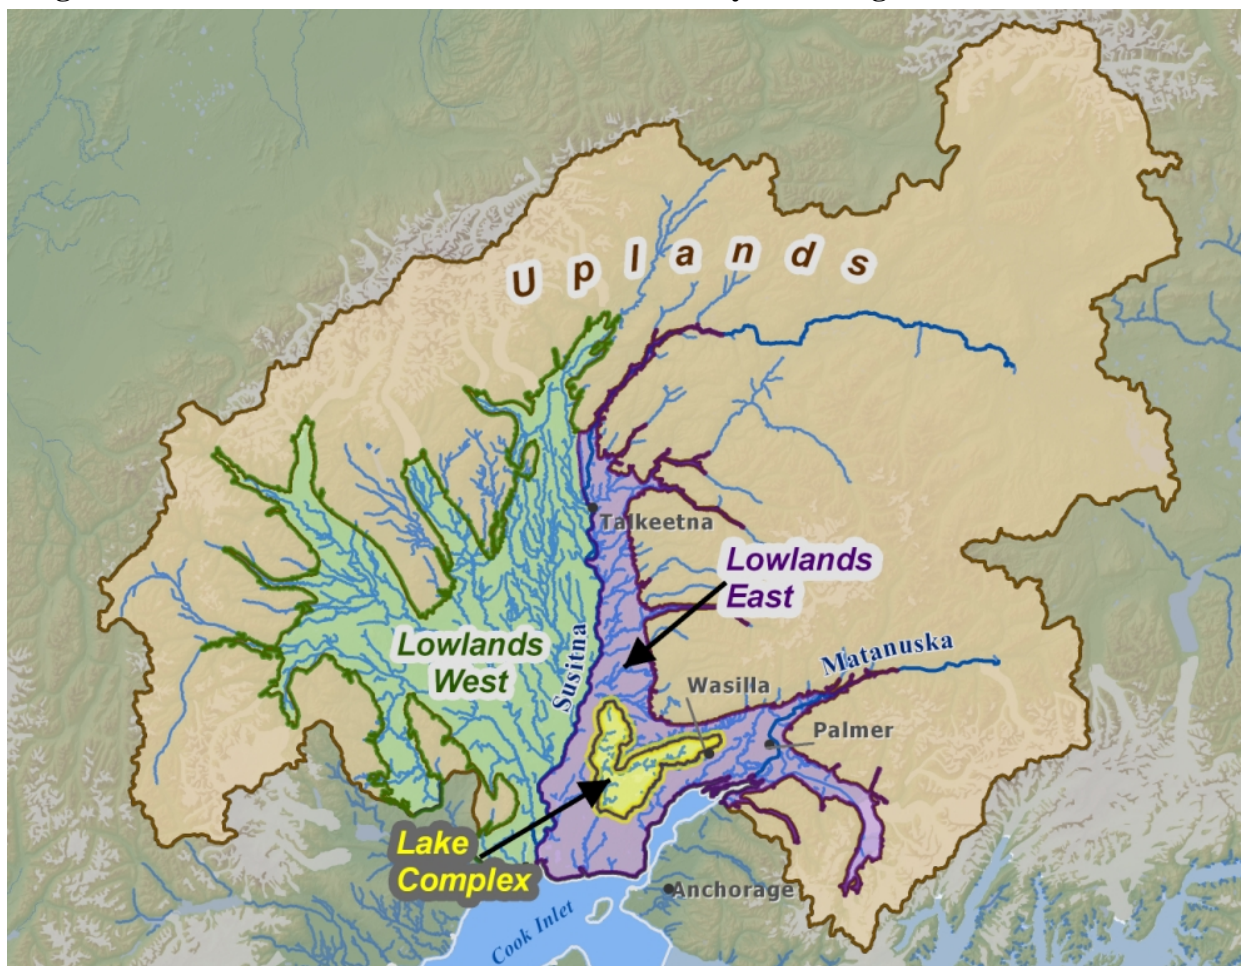 Uplands
Talkeetna
Lowlands
East
Lowlands
West
Susitna
Matanuska
Wasilla
Palmer
Lake
Complex
Anchorage
Cook Inlet